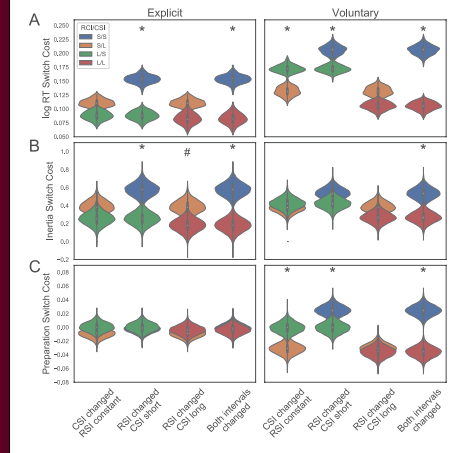 Explicit
Voluntary
A
log RT Switch Cost
0,250
0,225
0,200
0,175
0,150
0,125
0,100
0,075
0,050
RCI/CSI
S/S
S/L
L/S
L/L
*
*
*
*
*
B
Inertia Switch Cost
1,0
0,8
0,6
0,4
0,2
0,0
−0,2
*
#
*
*
C
Preparation Switch Cost
0,08
0,06
0,04
0,02
0,00
−0,02
−0,04
−0,06
−0,08
*
*
*
CSI changed
RSI constant
RSI changed
CSI short
RSI changed
CSI long
Both intervals
changed
CSI changed
RSI constant
RSI changed
CSI short
RSI changed
CSI long
Both intervals
changed